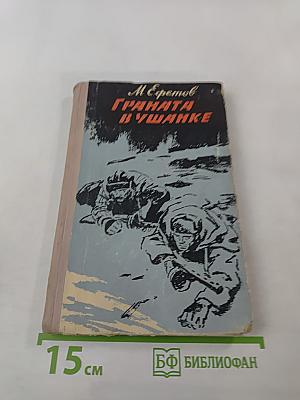 М Ефетов
ГРАНАТА
В УШАНКЕ
15 см
БФ БИБЛИОФАН